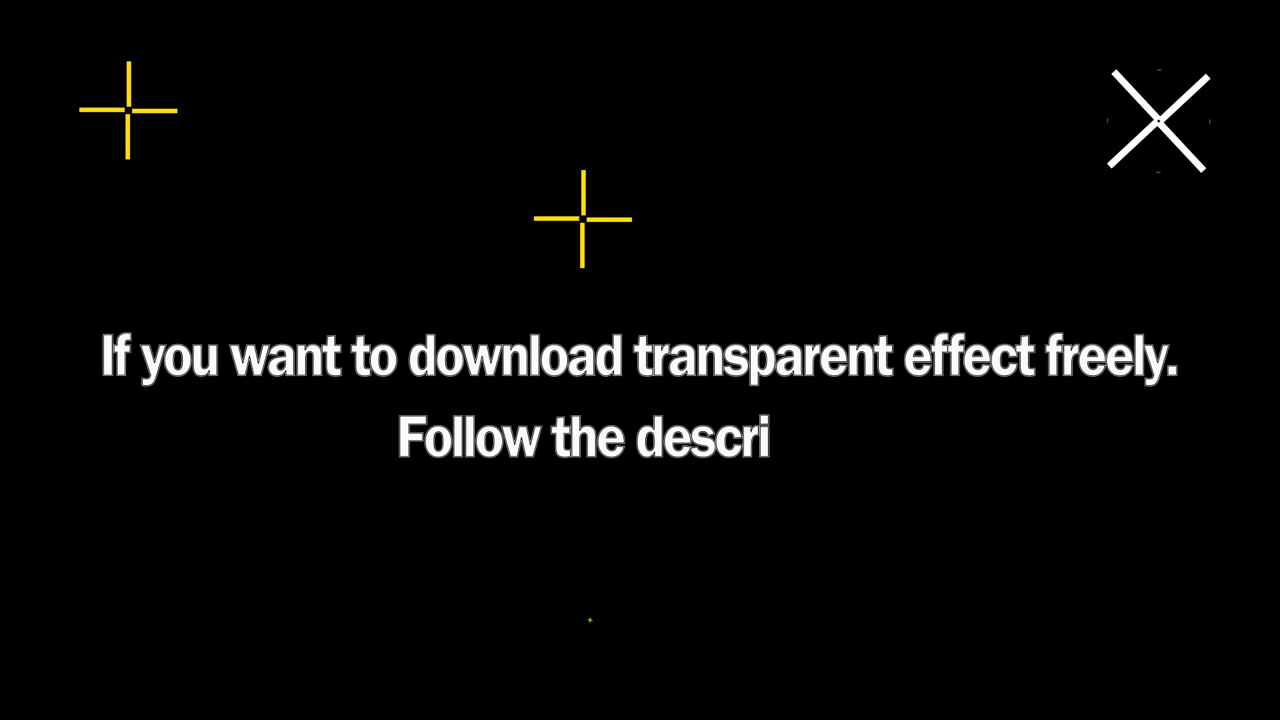 If you want to download transparent effect freely.
Follow the descri